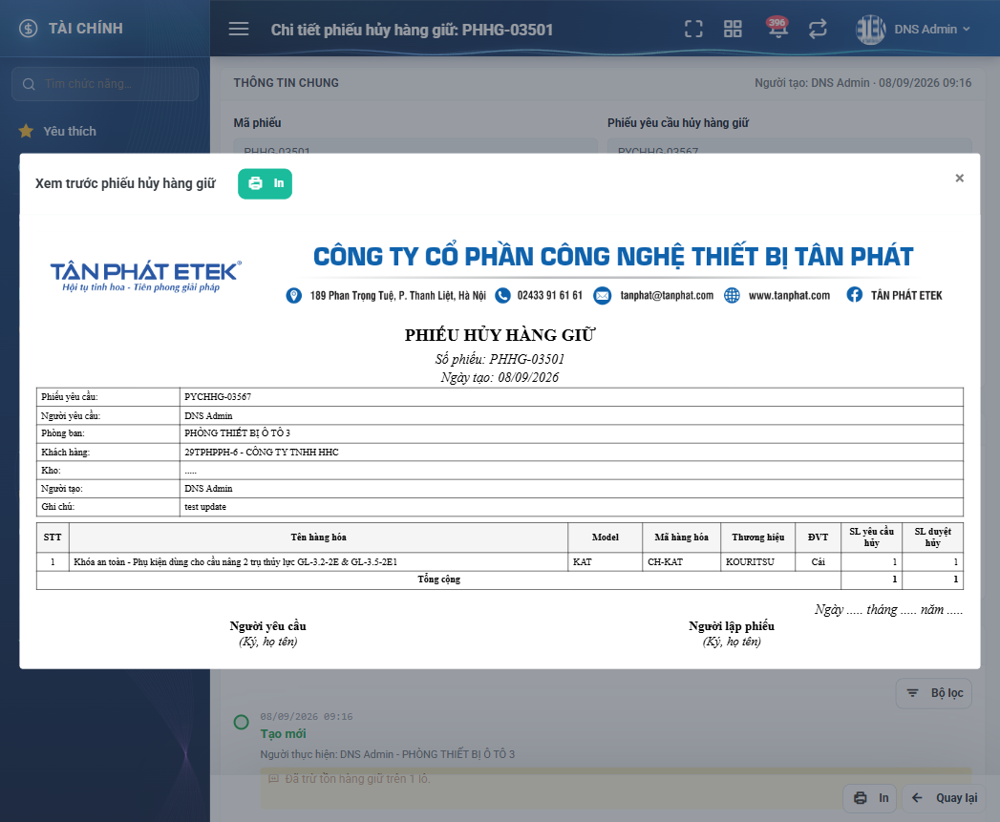 TÀI CHÍNH
Chi tiết phiếu hủy hàng giữ: PHHG-03501
396
DNS Admin
Tìm chức năng...
THÔNG TIN CHUNG
Người tạo: DNS Admin · 08/09/2026 09:16
Yêu thích
Mã phiếu
Phiếu yêu cầu hủy hàng giữ
PHHG-03501
PYCHHG-03567
Xem trước phiếu hủy hàng giữ
In
×
TÂN PHÁT ETEK®
Hội tụ tinh hoa - Tiên phong giải pháp
CÔNG TY CỔ PHẦN CÔNG NGHỆ THIẾT BỊ TÂN PHÁT
189 Phan Trọng Tuệ, P. Thanh Liệt, Hà Nội
02433 91 61 61
tanphat@tanphat.com
www.tanphat.com
TÂN PHÁT ETEK
PHIẾU HỦY HÀNG GIỮ
Số phiếu: PHHG-03501
Ngày tạo: 08/09/2026
Phiếu yêu cầu: PYCHHG-03567
Người yêu cầu: DNS Admin
Phòng ban: PHÒNG THIẾT BỊ Ô TÔ 3
Khách hàng: 29TPHPPH-6 - CÔNG TY TNHH HHC
Kho: .....
Người tạo: DNS Admin
Ghi chú: test update
STT Tên hàng hóa Model Mã hàng hóa Thương hiệu ĐVT SL yêu cầu hủy SL duyệt hủy
1 Khóa an toàn - Phụ kiện dùng cho cầu nâng 2 trụ thủy lực GL-3.2-2E & GL-3.5-2E1 KAT CH-KAT KOURITSU Cái 1 1
Tổng cộng 1 1
Ngày ..... tháng ..... năm .....
Người yêu cầu
(Ký, họ tên)
Người lập phiếu
(Ký, họ tên)
Bộ lọc
08/09/2026 09:16
Tạo mới
Người thực hiện: DNS Admin - PHÒNG THIẾT BỊ Ô TÔ 3
Đã trừ tồn hàng giữ trên 1 lô.
In
Quay lại